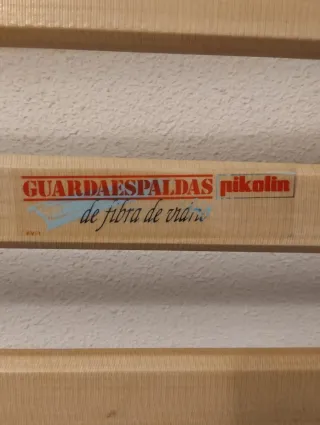 GUARDAESPALDAS pikolin
de fibra de vidrio